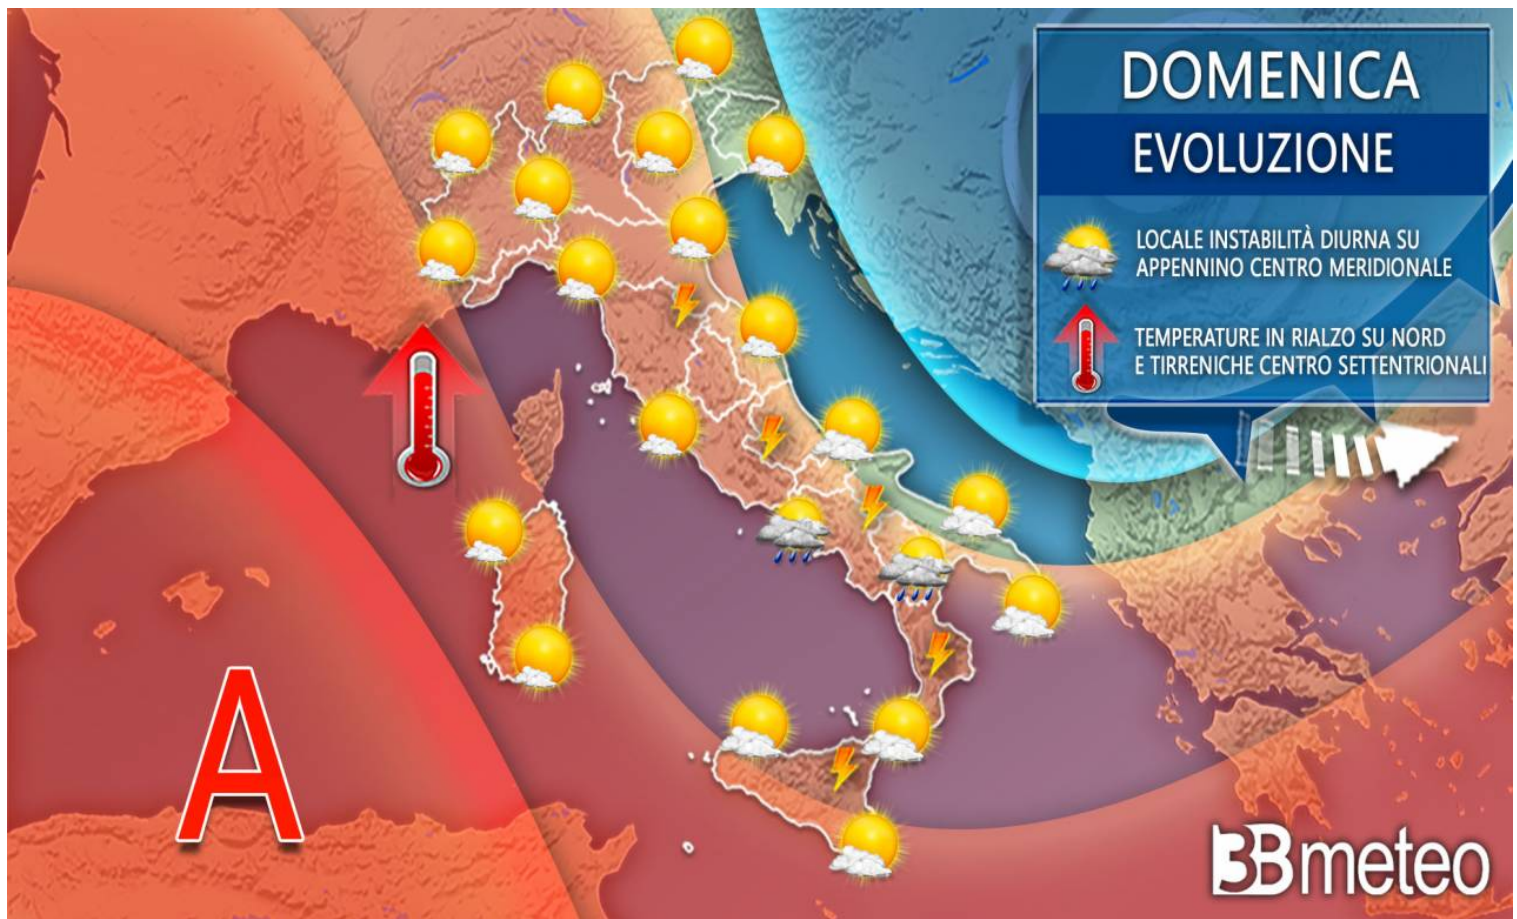 DOMENICA
EVOLUZIONE
LOCALE INSTABILITÀ DIURNA SU
APPENNINO CENTRO MERIDIONALE
TEMPERATURE IN RIALZO SU NORD
E TIRRENICHE CENTRO SETTENTRIONALI
A
3Bmeteo